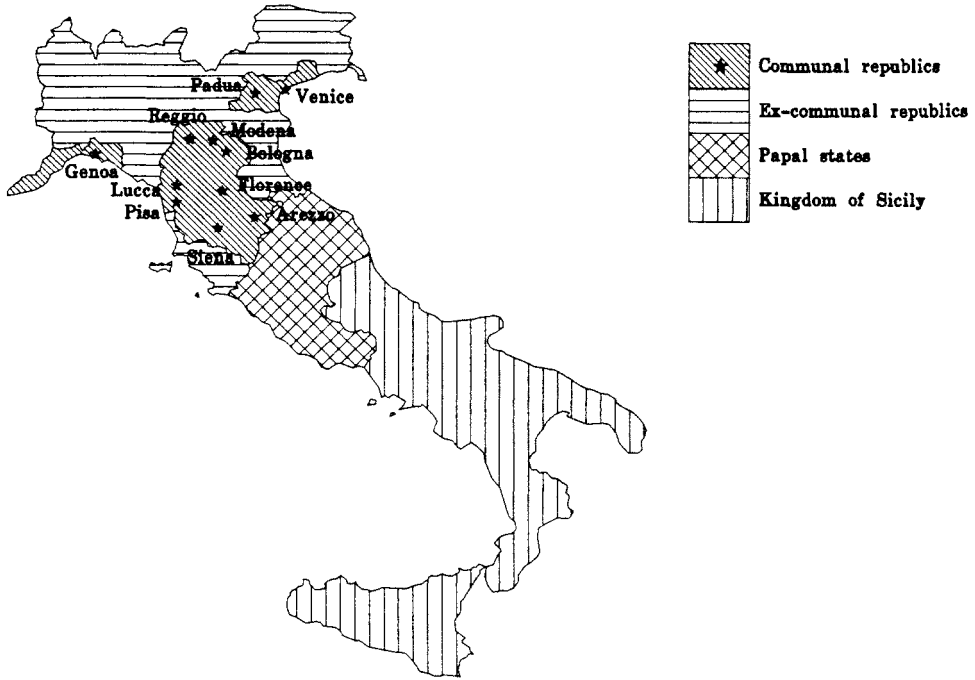 Padua
Venice
Reggio
Modena
Bologna
Genoa
Lucca
Florence
Pisa
Arezzo
Siena
Communal republics
Ex-communal republics
Papal states
Kingdom of Sicily